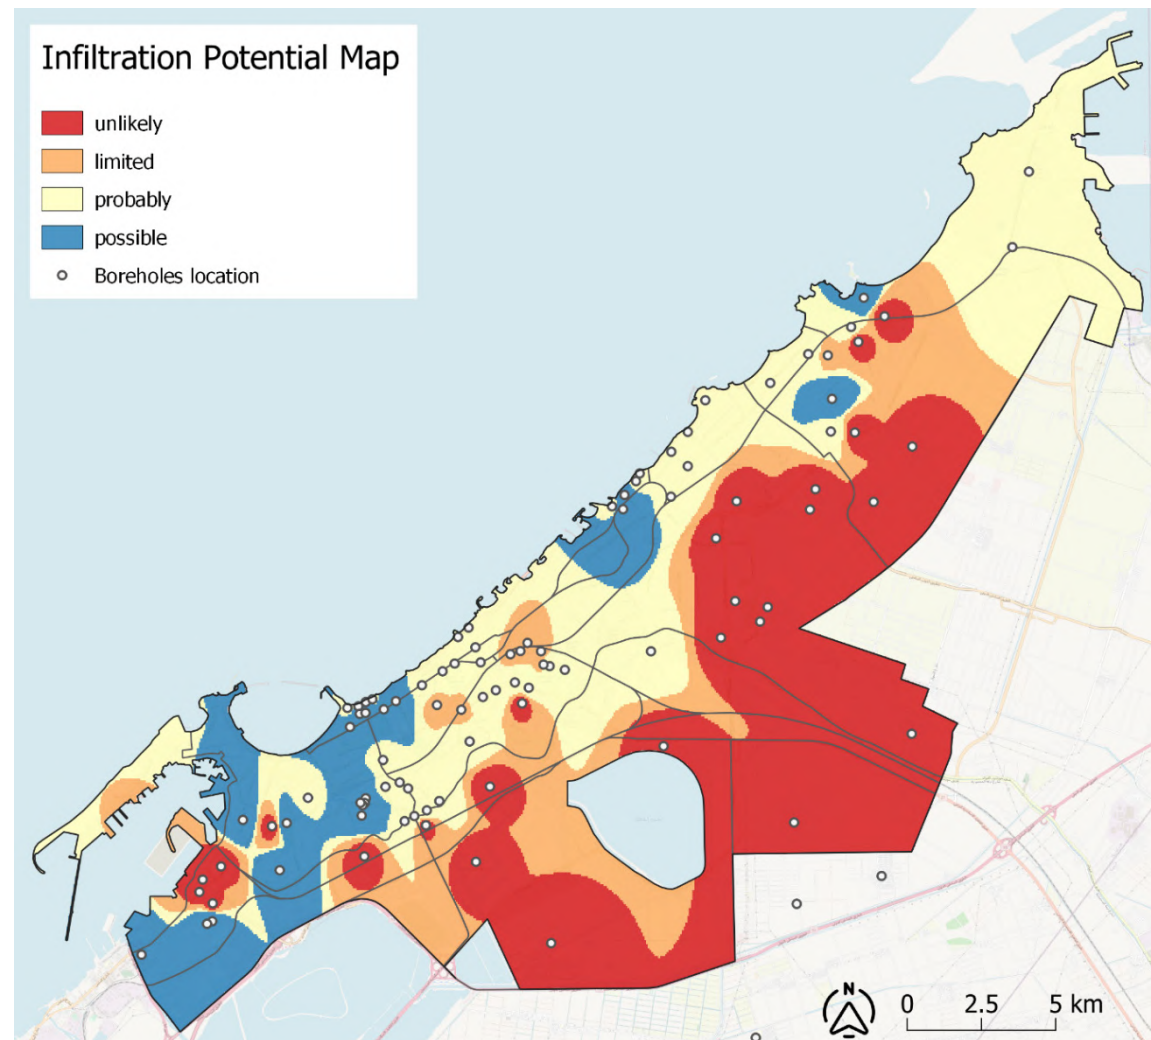 Infiltration Potential Map
unlikely
limited
probably
possible
Boreholes location
N
0 2.5 5 km